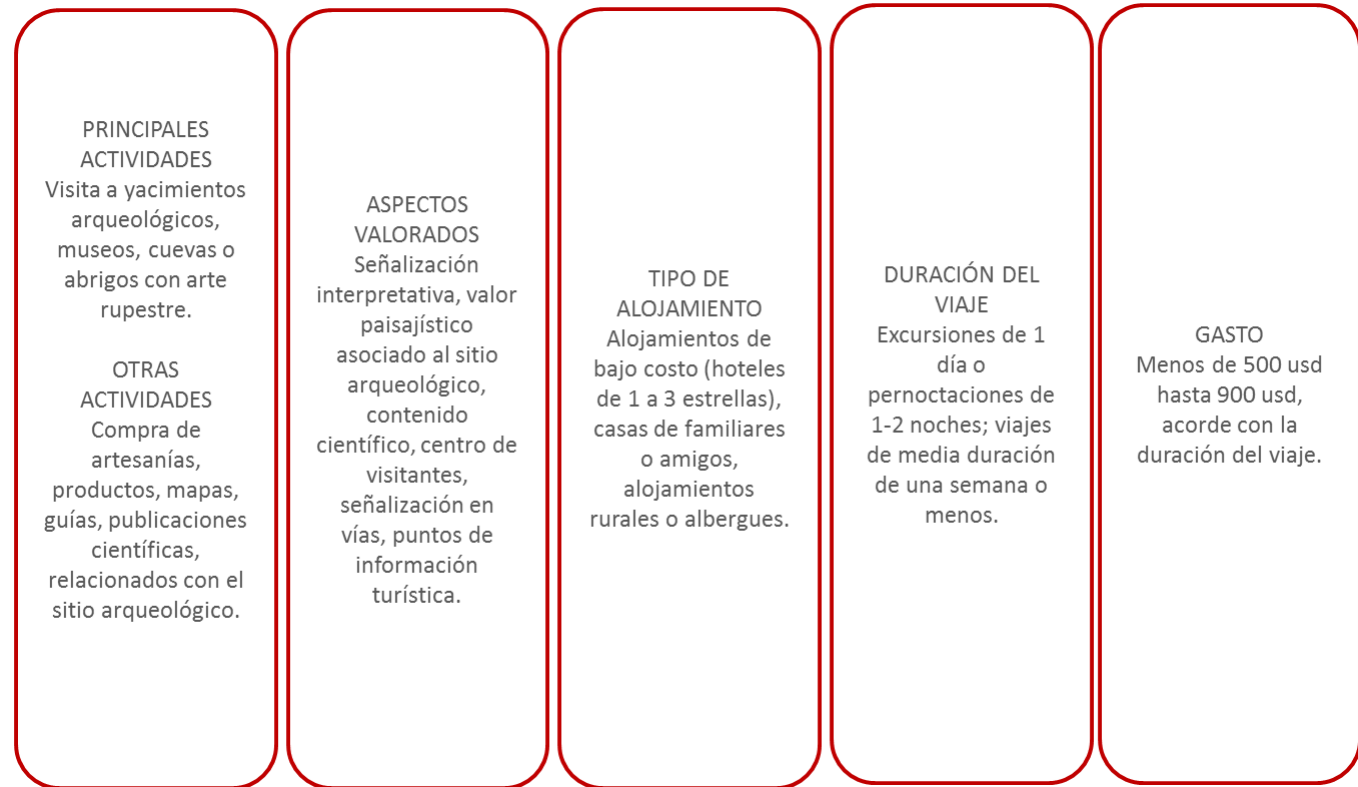 PRINCIPALES
ACTIVIDADES
Visita a yacimientos
arqueológicos,
museos, cuevas o
abrigos con arte
rupestre.
OTRAS
ACTIVIDADES
Compra de
artesanías,
productos, mapas,
guías, publicaciones
científicas,
relacionados con el
sitio arqueológico.
ASPECTOS
VALORADOS
Señalización
interpretativa, valor
paisajístico
asociado al sitio
arqueológico,
contenido
científico, centro de
visitantes,
señalización en
vías, puntos de
información
turística.
TIPO DE
ALOJAMIENTO
Alojamientos de
bajo costo (hoteles
de 1 a 3 estrellas),
casas de familiares
o amigos,
alojamientos
rurales o albergues.
DURACIÓN DEL
VIAJE
Excursiones de 1
día o
pernoctaciones de
1-2 noches; viajes
de media duración
de una semana o
menos.
GASTO
Menos de 500 usd
hasta 900 usd,
acorde con la
duración del viaje.